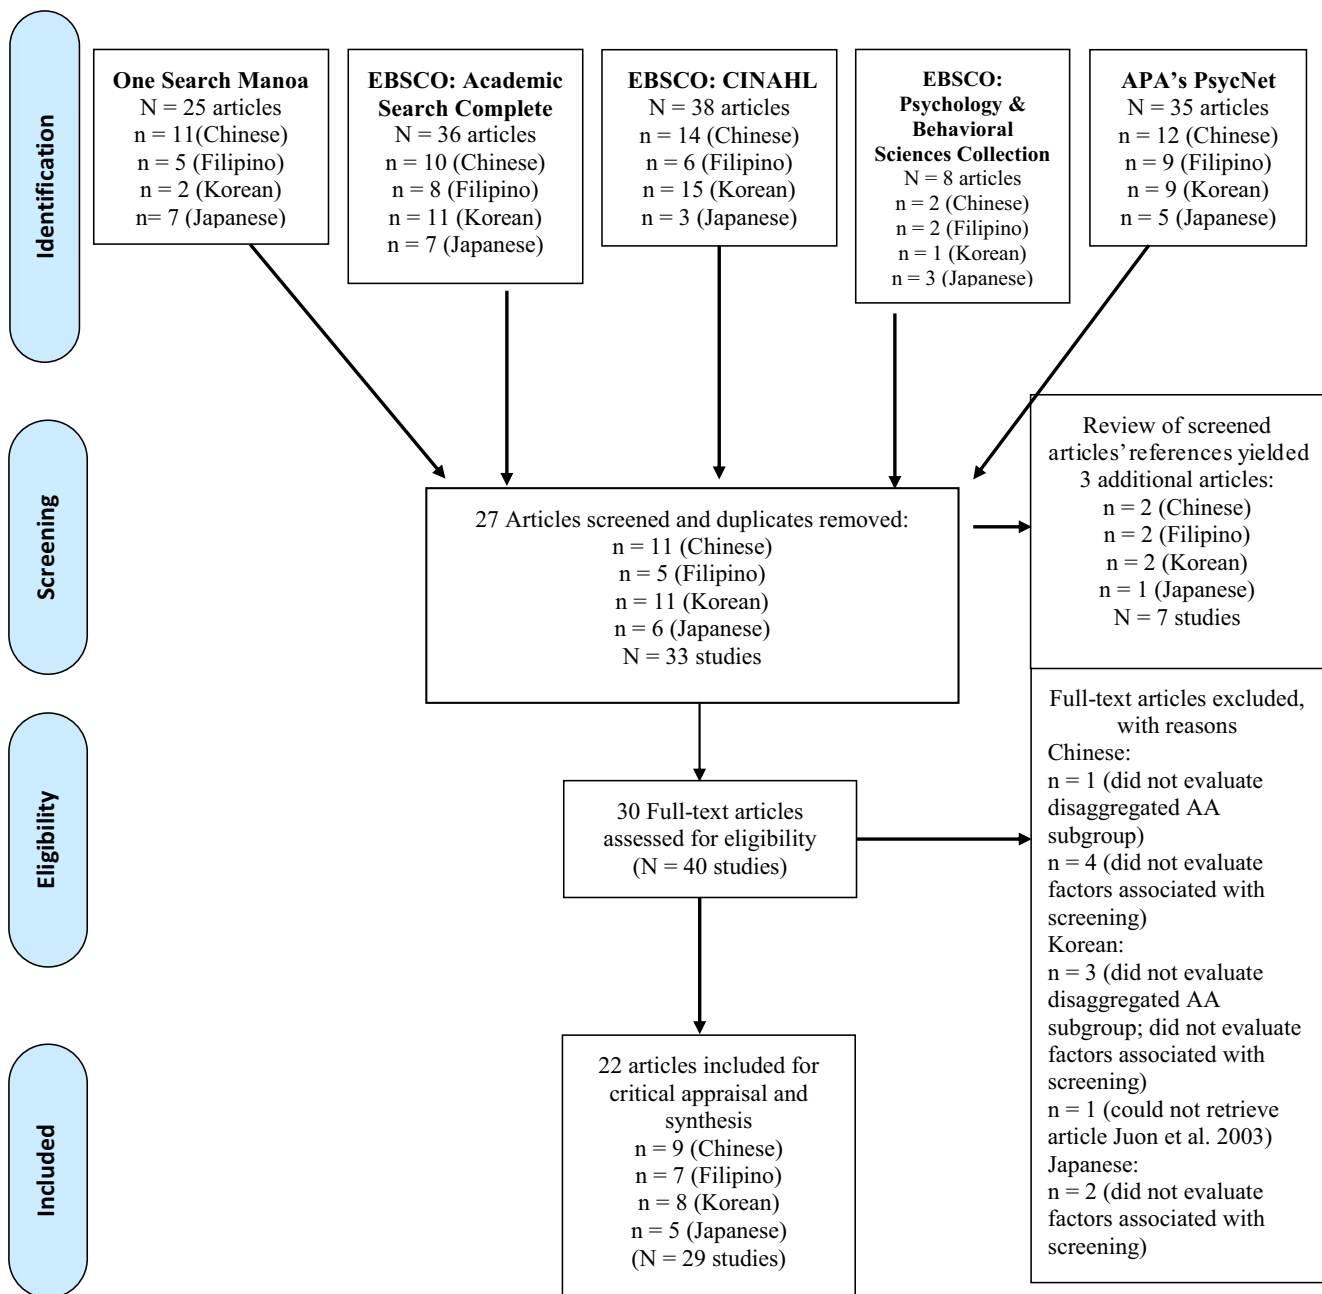 Identification
One Search Manoa
N = 25 articles
n = 11(Chinese)
n = 5 (Filipino)
n = 2 (Korean)
n= 7 (Japanese)
EBSCO: Academic
Search Complete
N = 36 articles
n = 10 (Chinese)
n = 8 (Filipino)
n = 11 (Korean)
n = 7 (Japanese)
EBSCO: CINAHL
N = 38 articles
n = 14 (Chinese)
n = 6 (Filipino)
n = 15 (Korean)
n = 3 (Japanese)
EBSCO:
Psychology &
Behavioral
Sciences Collection
N = 8 articles
n = 2 (Chinese)
n = 2 (Filipino)
n = 1 (Korean)
n = 3 (Japanese)
APA's PsycNet
N = 35 articles
n = 12 (Chinese)
n = 9 (Filipino)
n = 9 (Korean)
n = 5 (Japanese)
Screening
27 Articles screened and duplicates removed:
n = 11 (Chinese)
n = 5 (Filipino)
n = 11 (Korean)
n = 6 (Japanese)
N = 33 studies
Review of screened
articles' references yielded
3 additional articles:
n = 2 (Chinese)
n = 2 (Filipino)
n = 2 (Korean)
n = 1 (Japanese)
N = 7 studies
Eligibility
30 Full-text articles
assessed for eligibility
(N = 40 studies)
Full-text articles excluded,
with reasons
Chinese:
n = 1 (did not evaluate
disaggregated AA
subgroup)
n = 4 (did not evaluate
factors associated with
screening)
Korean:
n = 3 (did not evaluate
disaggregated AA
subgroup; did not evaluate
factors associated with
screening)
n = 1 (could not retrieve
article Juon et al. 2003)
Japanese:
n = 2 (did not evaluate
factors associated with
screening)
Included
22 articles included for
critical appraisal and
synthesis
n = 9 (Chinese)
n = 7 (Filipino)
n = 8 (Korean)
n = 5 (Japanese)
(N = 29 studies)